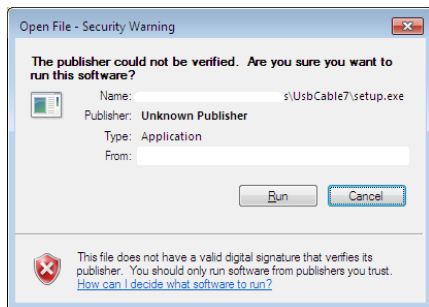 Open File - Security Warning
The publisher could not be verified.  Are you sure you want to
run this software?
Name: s\UsbCable7\setup.exe
Publisher: Unknown Publisher
Type: Application
From:
Run Cancel
This file does not have a valid digital signature that verifies its
publisher.  You should only run software from publishers you trust.
How can I decide what software to run?